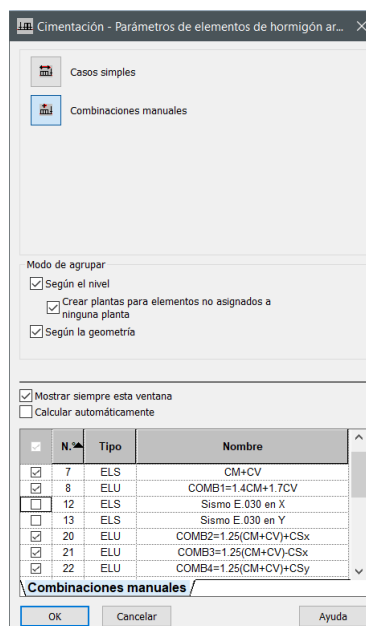 Cimentación - Parámetros de elementos de hormigón ar...
Casos simples
Combinaciones manuales
Modo de agrupar
Según el nivel
Crear plantas para elementos no asignados a
ninguna planta
Según la geometría
Mostrar siempre esta ventana
Calcular automáticamente
N.º Tipo Nombre
7 ELS CM+CV
8 ELU COMB1=1.4CM+1.7CV
12 ELS Sismo E.030 en X
13 ELS Sismo E.030 en Y
20 ELU COMB2=1.25(CM+CV)+CSx
21 ELU COMB3=1.25(CM+CV)-CSx
22 ELU COMB4=1.25(CM+CV)+CSy
Combinaciones manuales
OK Cancelar Ayuda